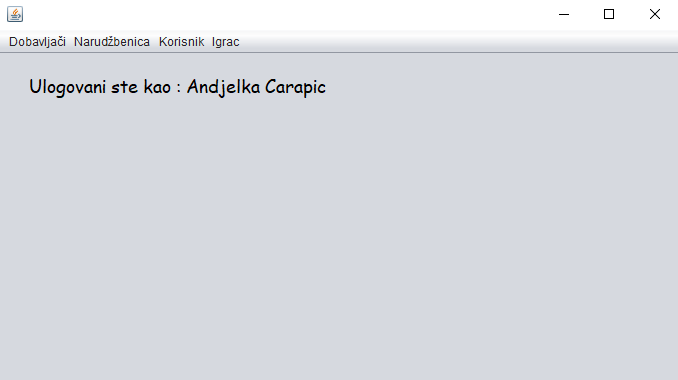 Dobavljači Narudžbenica Korisnik Igrac
Ulogovani ste kao : Andjelka Carapic